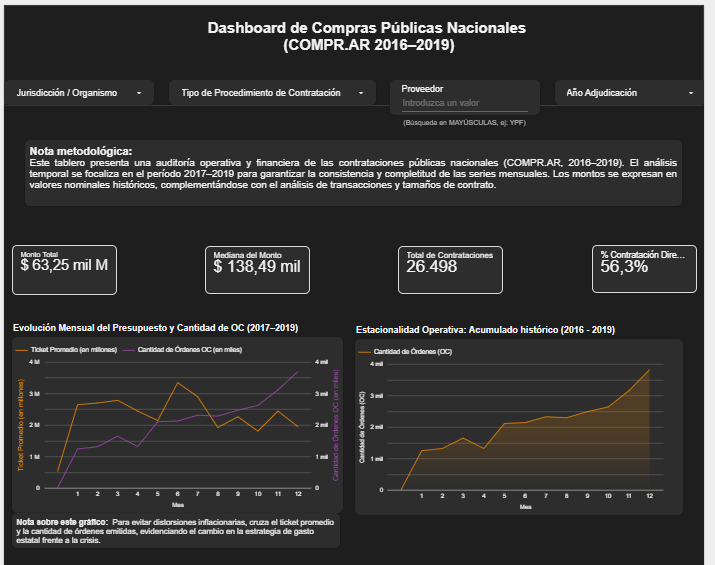 Dashboard de Compras Públicas Nacionales
(COMPR.AR 2016–2019)
Jurisdicción / Organismo
Tipo de Procedimiento de Contratación
Proveedor
Introduzca un valor
(Búsqueda en MAYÚSCULAS, ej: YPF)
Año Adjudicación
Nota metodológica:
Este tablero presenta una auditoría operativa y financiera de las contrataciones públicas nacionales (COMPR.AR, 2016–2019). El análisis
temporal se focaliza en el período 2017–2019 para garantizar la consistencia y completitud de las series mensuales. Los montos se expresan en
valores nominales históricos, complementándose con el análisis de transacciones y tamaños de contrato.
Monto Total
$ 63,25 mil M
Mediana del Monto
$ 138,49 mil
Total de Contrataciones
26.498
% Contratación Dire...
56,3%
Evolución Mensual del Presupuesto y Cantidad de OC (2017–2019)
Ticket Promedio (en millones)
Cantidad de Órdenes OC (en miles)
4 M
3 M
2 M
1 M
0
Ticket Promedio (en millones)
4 mil
3 mil
2 mil
1 mil
0
Cantidad de Órdenes OC (en miles)
1 2 3 4 5 6 7 8 9 10 11 12
Mes
Nota sobre este gráfico: Para evitar distorsiones inflacionarias, cruza el ticket promedio
y la cantidad de órdenes emitidas, evidenciando el cambio en la estrategia de gasto
estatal frente a la crisis.
Estacionalidad Operativa: Acumulado histórico (2016 - 2019)
Cantidad de Órdenes (OC)
4 mil
3 mil
2 mil
1 mil
0
Cantidad de Órdenes (OC)
1 2 3 4 5 6 7 8 9 10 11 12
Mes